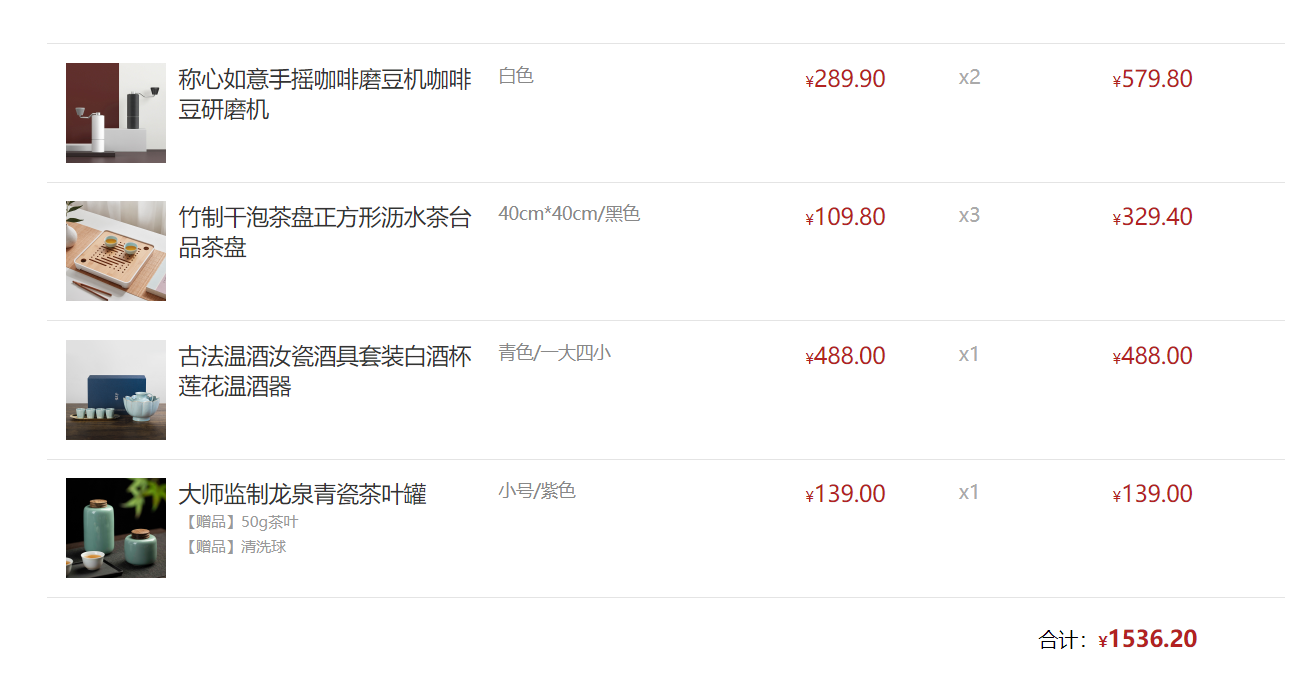 称心如意手摇咖啡磨豆机咖啡
豆研磨机
白色
¥289.90
x2
¥579.80
竹制干泡茶盘正方形沥水茶台
品茶盘
40cm*40cm/黑色
¥109.80
x3
¥329.40
古法温酒汝瓷酒具套装白酒杯
莲花温酒器
青色/一大四小
¥488.00
x1
¥488.00
大师监制龙泉青瓷茶叶罐
【赠品】50g茶叶
【赠品】清洗球
小号/紫色
¥139.00
x1
¥139.00
合计：¥1536.20